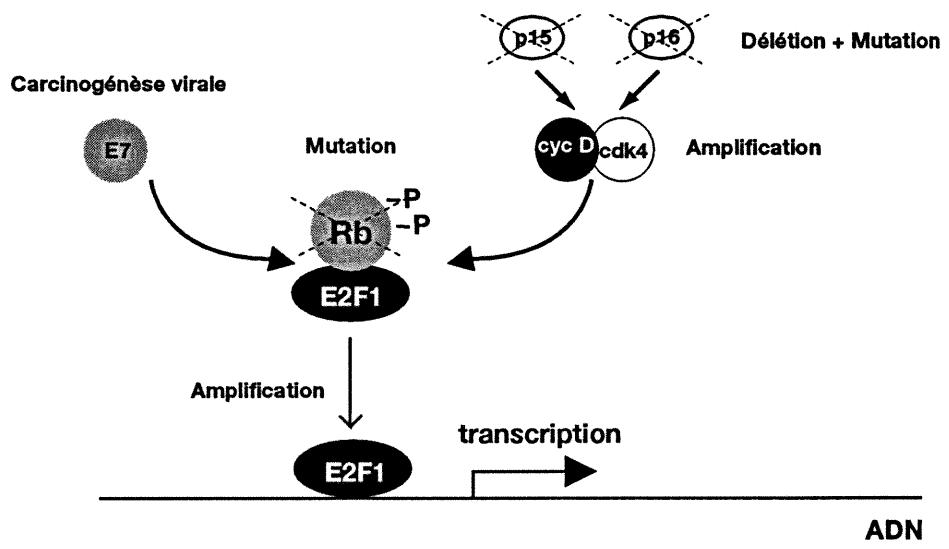 p15
p16
Délétion + Mutation
Carcinogénèse virale
E7
Mutation
cyc D
cdk4
Amplification
P
P
Rb
E2F1
Amplification
E2F1
transcription
ADN